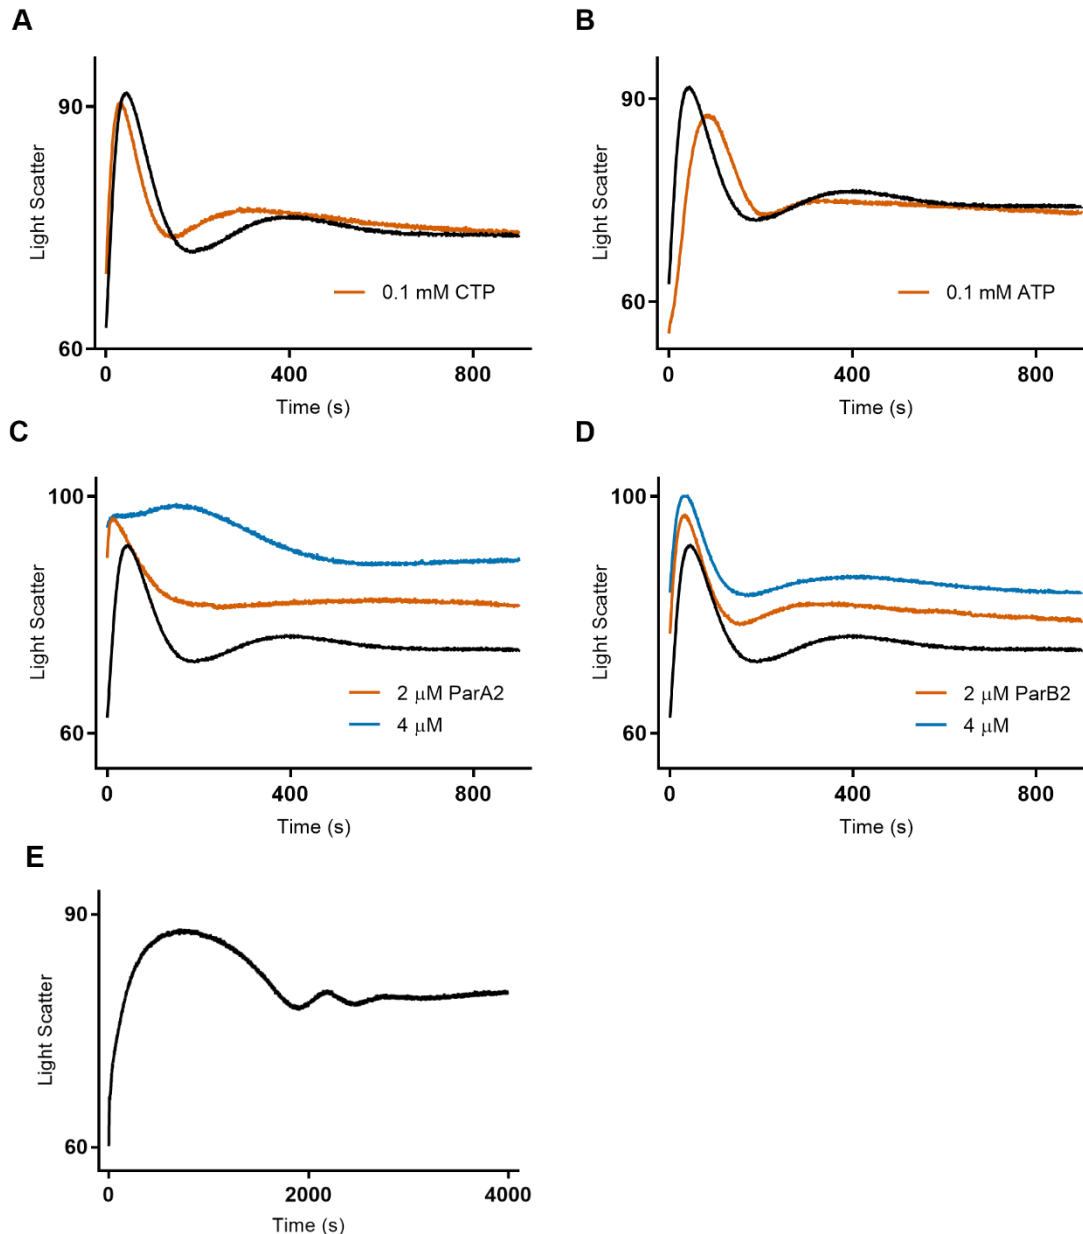 A
90
60
Light Scatter
0.1 mM CTP
0 400 800
Time (s)
B
90
60
Light Scatter
0.1 mM ATP
0 400 800
Time (s)
C
100
60
Light Scatter
2 μM ParA2
4 μM
0 400 800
Time (s)
D
100
60
Light Scatter
2 μM ParB2
4 μM
0 400 800
Time (s)
E
90
60
Light Scatter
0 2000 4000
Time (s)